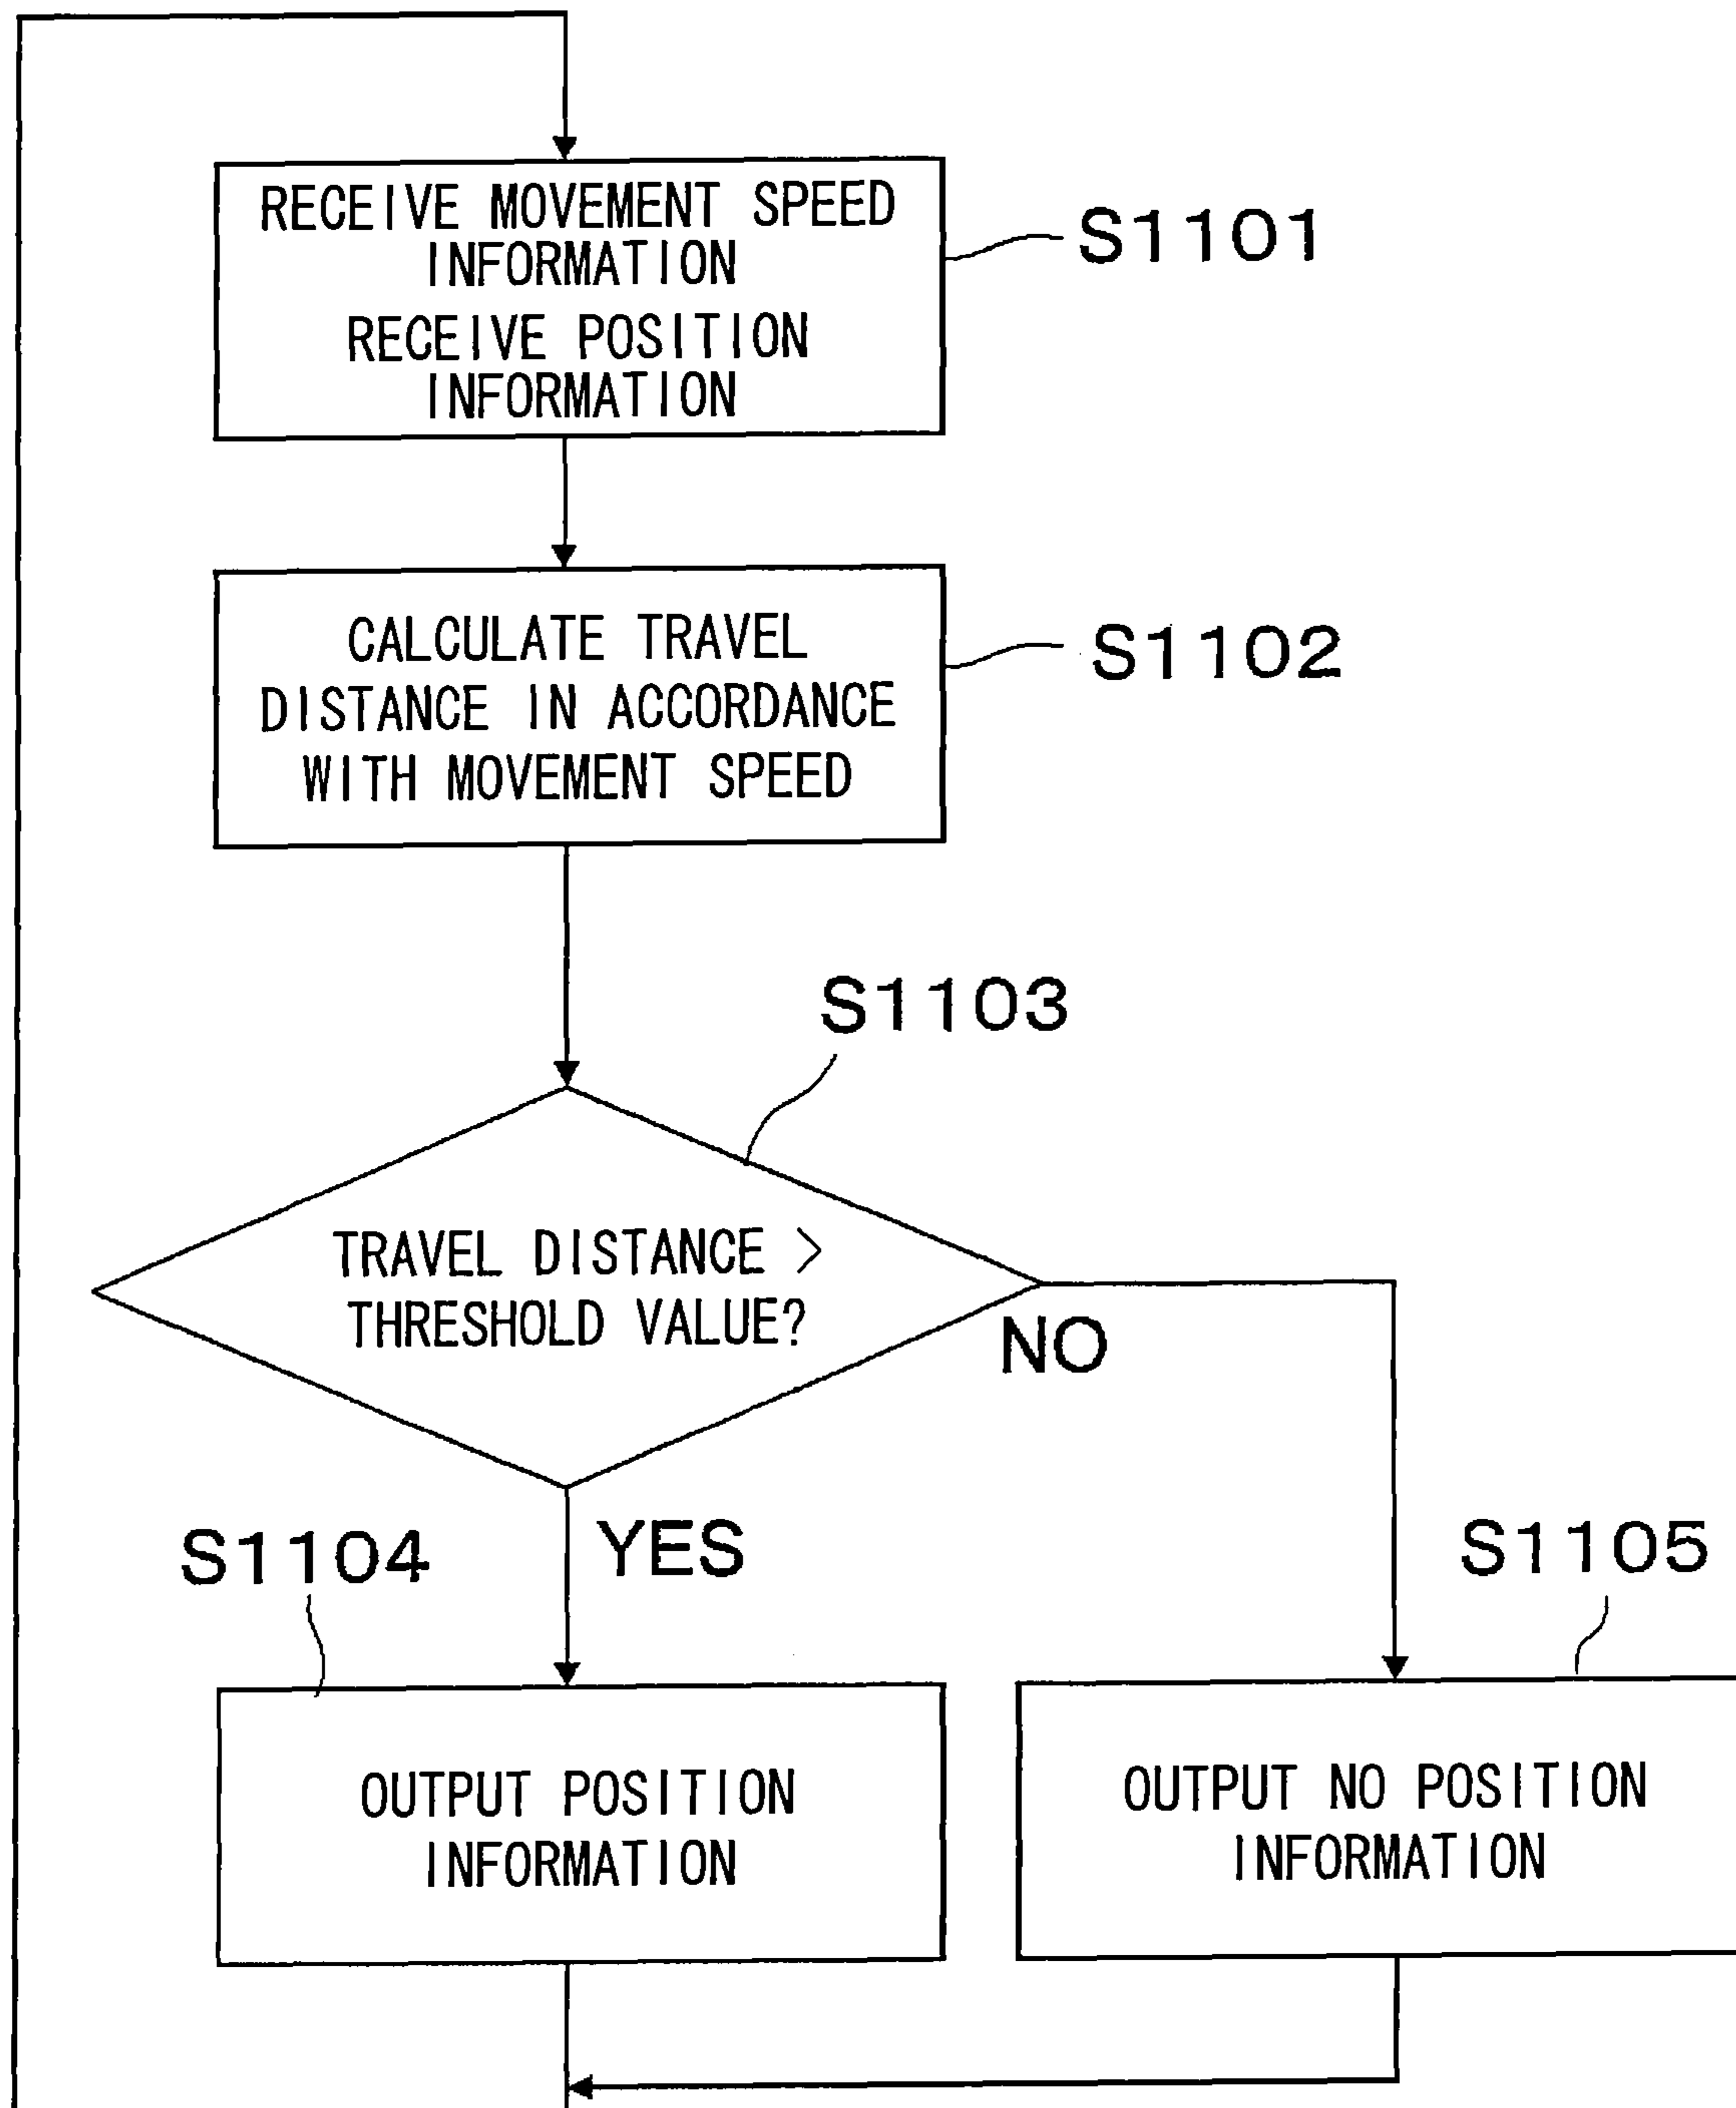 RECEIVE MOVEMENT SPEED
INFORMATION
RECEIVE POSITION
INFORMATION
S1101
CALCULATE TRAVEL
DISTANCE IN ACCORDANCE
WITH MOVEMENT SPEED
S1102
S1103
TRAVEL DISTANCE >
THRESHOLD VALUE?
NO
YES
S1104
OUTPUT POSITION
INFORMATION
S1105
OUTPUT NO POSITION
INFORMATION